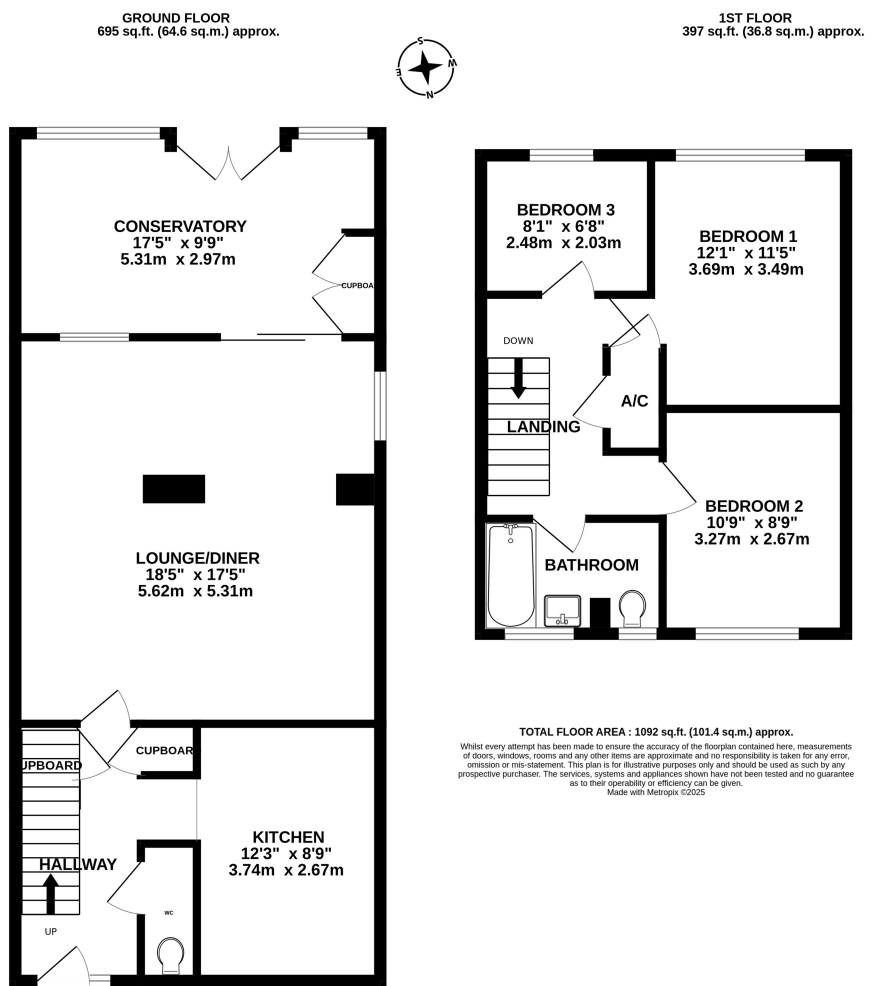 GROUND FLOOR
695 sq.ft. (64.6 sq.m.) approx.
1ST FLOOR
397 sq.ft. (36.8 sq.m.) approx.
S
W
E
N
CONSERVATORY
17'5" x 9'9"
5.31m x 2.97m
CUPBOA
LOUNGE/DINER
18'5" x 17'5"
5.62m x 5.31m
CUPBOAR
UPBOARD
KITCHEN
12'3" x 8'9"
3.74m x 2.67m
HALLWAY
WC
UP
BEDROOM 3
8'1" x 6'8"
2.48m x 2.03m
BEDROOM 1
12'1" x 11'5"
3.69m x 3.49m
DOWN
A/C
LANDING
BEDROOM 2
10'9" x 8'9"
3.27m x 2.67m
BATHROOM
TOTAL FLOOR AREA : 1092 sq.ft. (101.4 sq.m.) approx.
Whilst every attempt has been made to ensure the accuracy of the floorplan contained here, measurements
of doors, windows, rooms and any other items are approximate and no responsibility is taken for any error,
omission or mis-statement. This plan is for illustrative purposes only and should be used as such by any
prospective purchaser. The services, systems and appliances shown have not been tested and no guarantee
as to their operability or efficiency can be given.
Made with Metropix ©2025